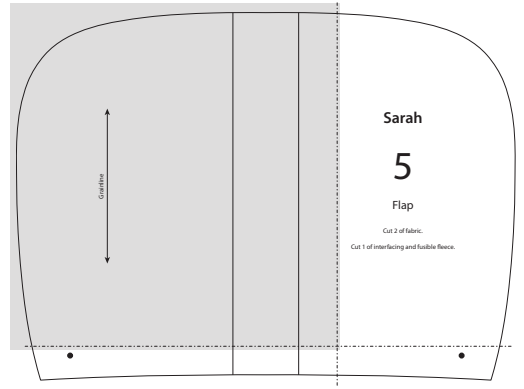 Grainline
Sarah
5
Flap
Cut 2 of fabric.
Cut 1 of interfacing and fusible fleece.